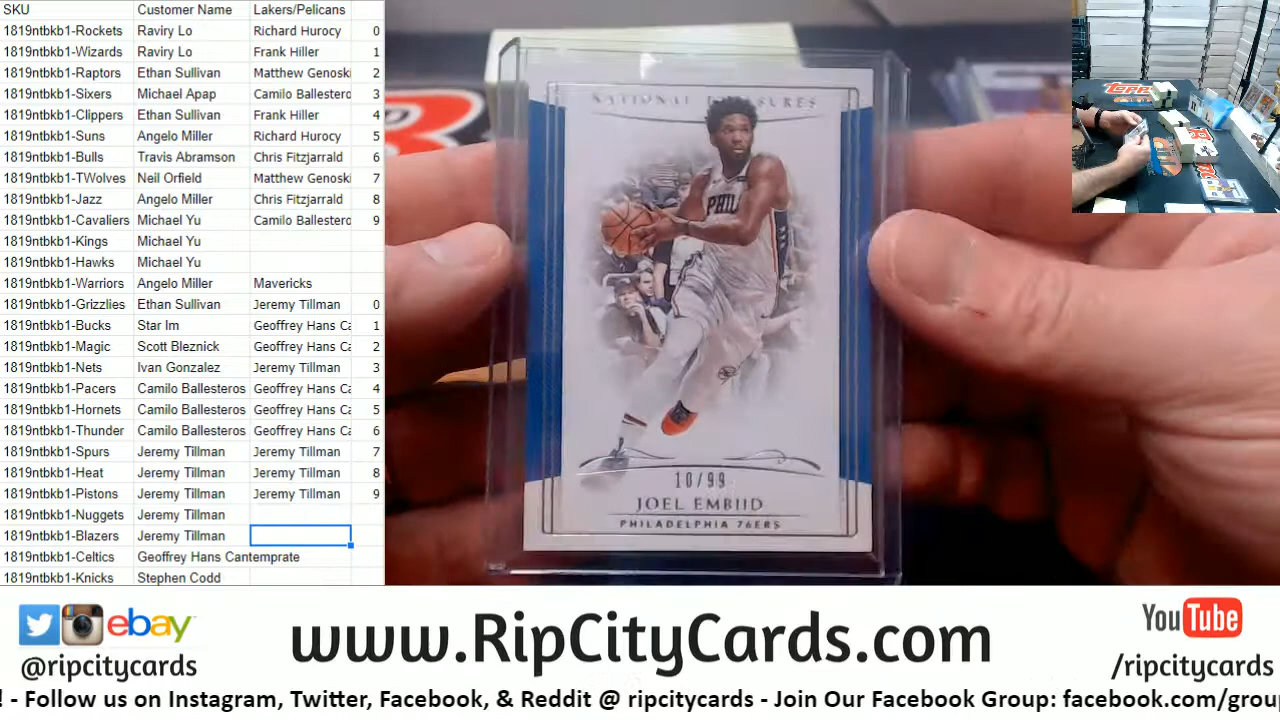 SKU Customer Name Lakers/Pelicans
1819ntbkb1-Rockets Raviry Lo Richard Hurocy 0
1819ntbkb1-Wizards Raviry Lo Frank Hiller 1
1819ntbkb1-Raptors Ethan Sullivan Matthew Genoski 2
1819ntbkb1-Sixers Michael Apap Camilo Ballestero 3
1819ntbkb1-Clippers Ethan Sullivan Frank Hiller 4
1819ntbkb1-Suns Angelo Miller Richard Hurocy 5
1819ntbkb1-Bulls Travis Abramson Chris Fitzjarrald 6
1819ntbkb1-TWolves Neil Orfield Matthew Genoski 7
1819ntbkb1-Jazz Angelo Miller Chris Fitzjarrald 8
1819ntbkb1-Cavaliers Michael Yu Camilo Ballestero 9
1819ntbkb1-Kings Michael Yu
1819ntbkb1-Hawks Michael Yu
1819ntbkb1-Warriors Angelo Miller Mavericks
1819ntbkb1-Grizzlies Ethan Sullivan Jeremy Tillman 0
1819ntbkb1-Bucks Star Im Geoffrey Hans Ca 1
1819ntbkb1-Magic Scott Bleznick Geoffrey Hans Ca 2
1819ntbkb1-Nets Ivan Gonzalez Jeremy Tillman 3
1819ntbkb1-Pacers Camilo Ballesteros Geoffrey Hans Ca 4
1819ntbkb1-Hornets Camilo Ballesteros Geoffrey Hans Ca 5
1819ntbkb1-Thunder Camilo Ballesteros Geoffrey Hans Ca 6
1819ntbkb1-Spurs Jeremy Tillman Jeremy Tillman 7
1819ntbkb1-Heat Jeremy Tillman Jeremy Tillman 8
1819ntbkb1-Pistons Jeremy Tillman Jeremy Tillman 9
1819ntbkb1-Nuggets Jeremy Tillman
1819ntbkb1-Blazers Jeremy Tillman
1819ntbkb1-Celtics Geoffrey Hans Cantemprate
1819ntbkb1-Knicks Stephen Codd
NATIONAL TREASURES
PHIL
10/99
JOEL EMBIID
PHILADELPHIA 76ERS
Topps
ebay
@ripcitycards
www.RipCityCards.com
YouTube
/ripcitycards
! - Follow us on Instagram, Twitter, Facebook, & Reddit @ ripcitycards - Join Our Facebook Group: facebook.com/group